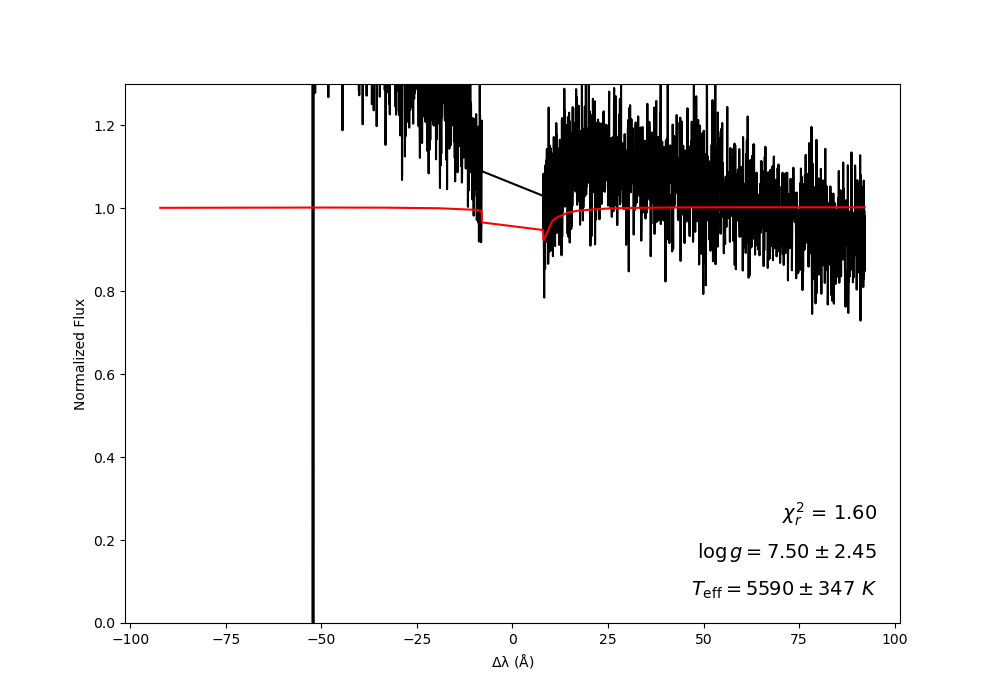 1.2
1.0
0.8
0.6
0.4
0.2
0.0
Normalized Flux
χ²ᵣ = 1.60
log g = 7.50 ± 2.45
T_eff = 5590 ± 347 K
−100 −75 −50 −25 0 25 50 75 100
Δλ (Å)